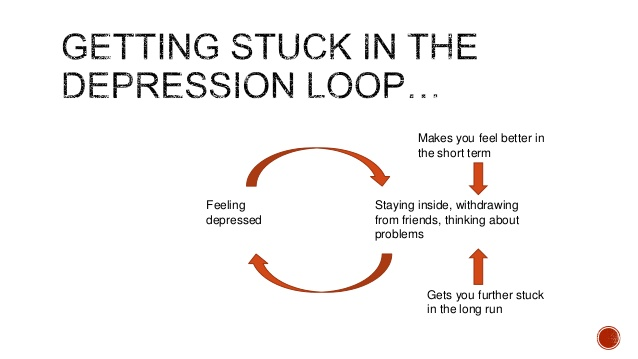 GETTING STUCK IN THE
DEPRESSION LOOP...
Makes you feel better in
the short term
Feeling
depressed
Staying inside, withdrawing
from friends, thinking about
problems
Gets you further stuck
in the long run